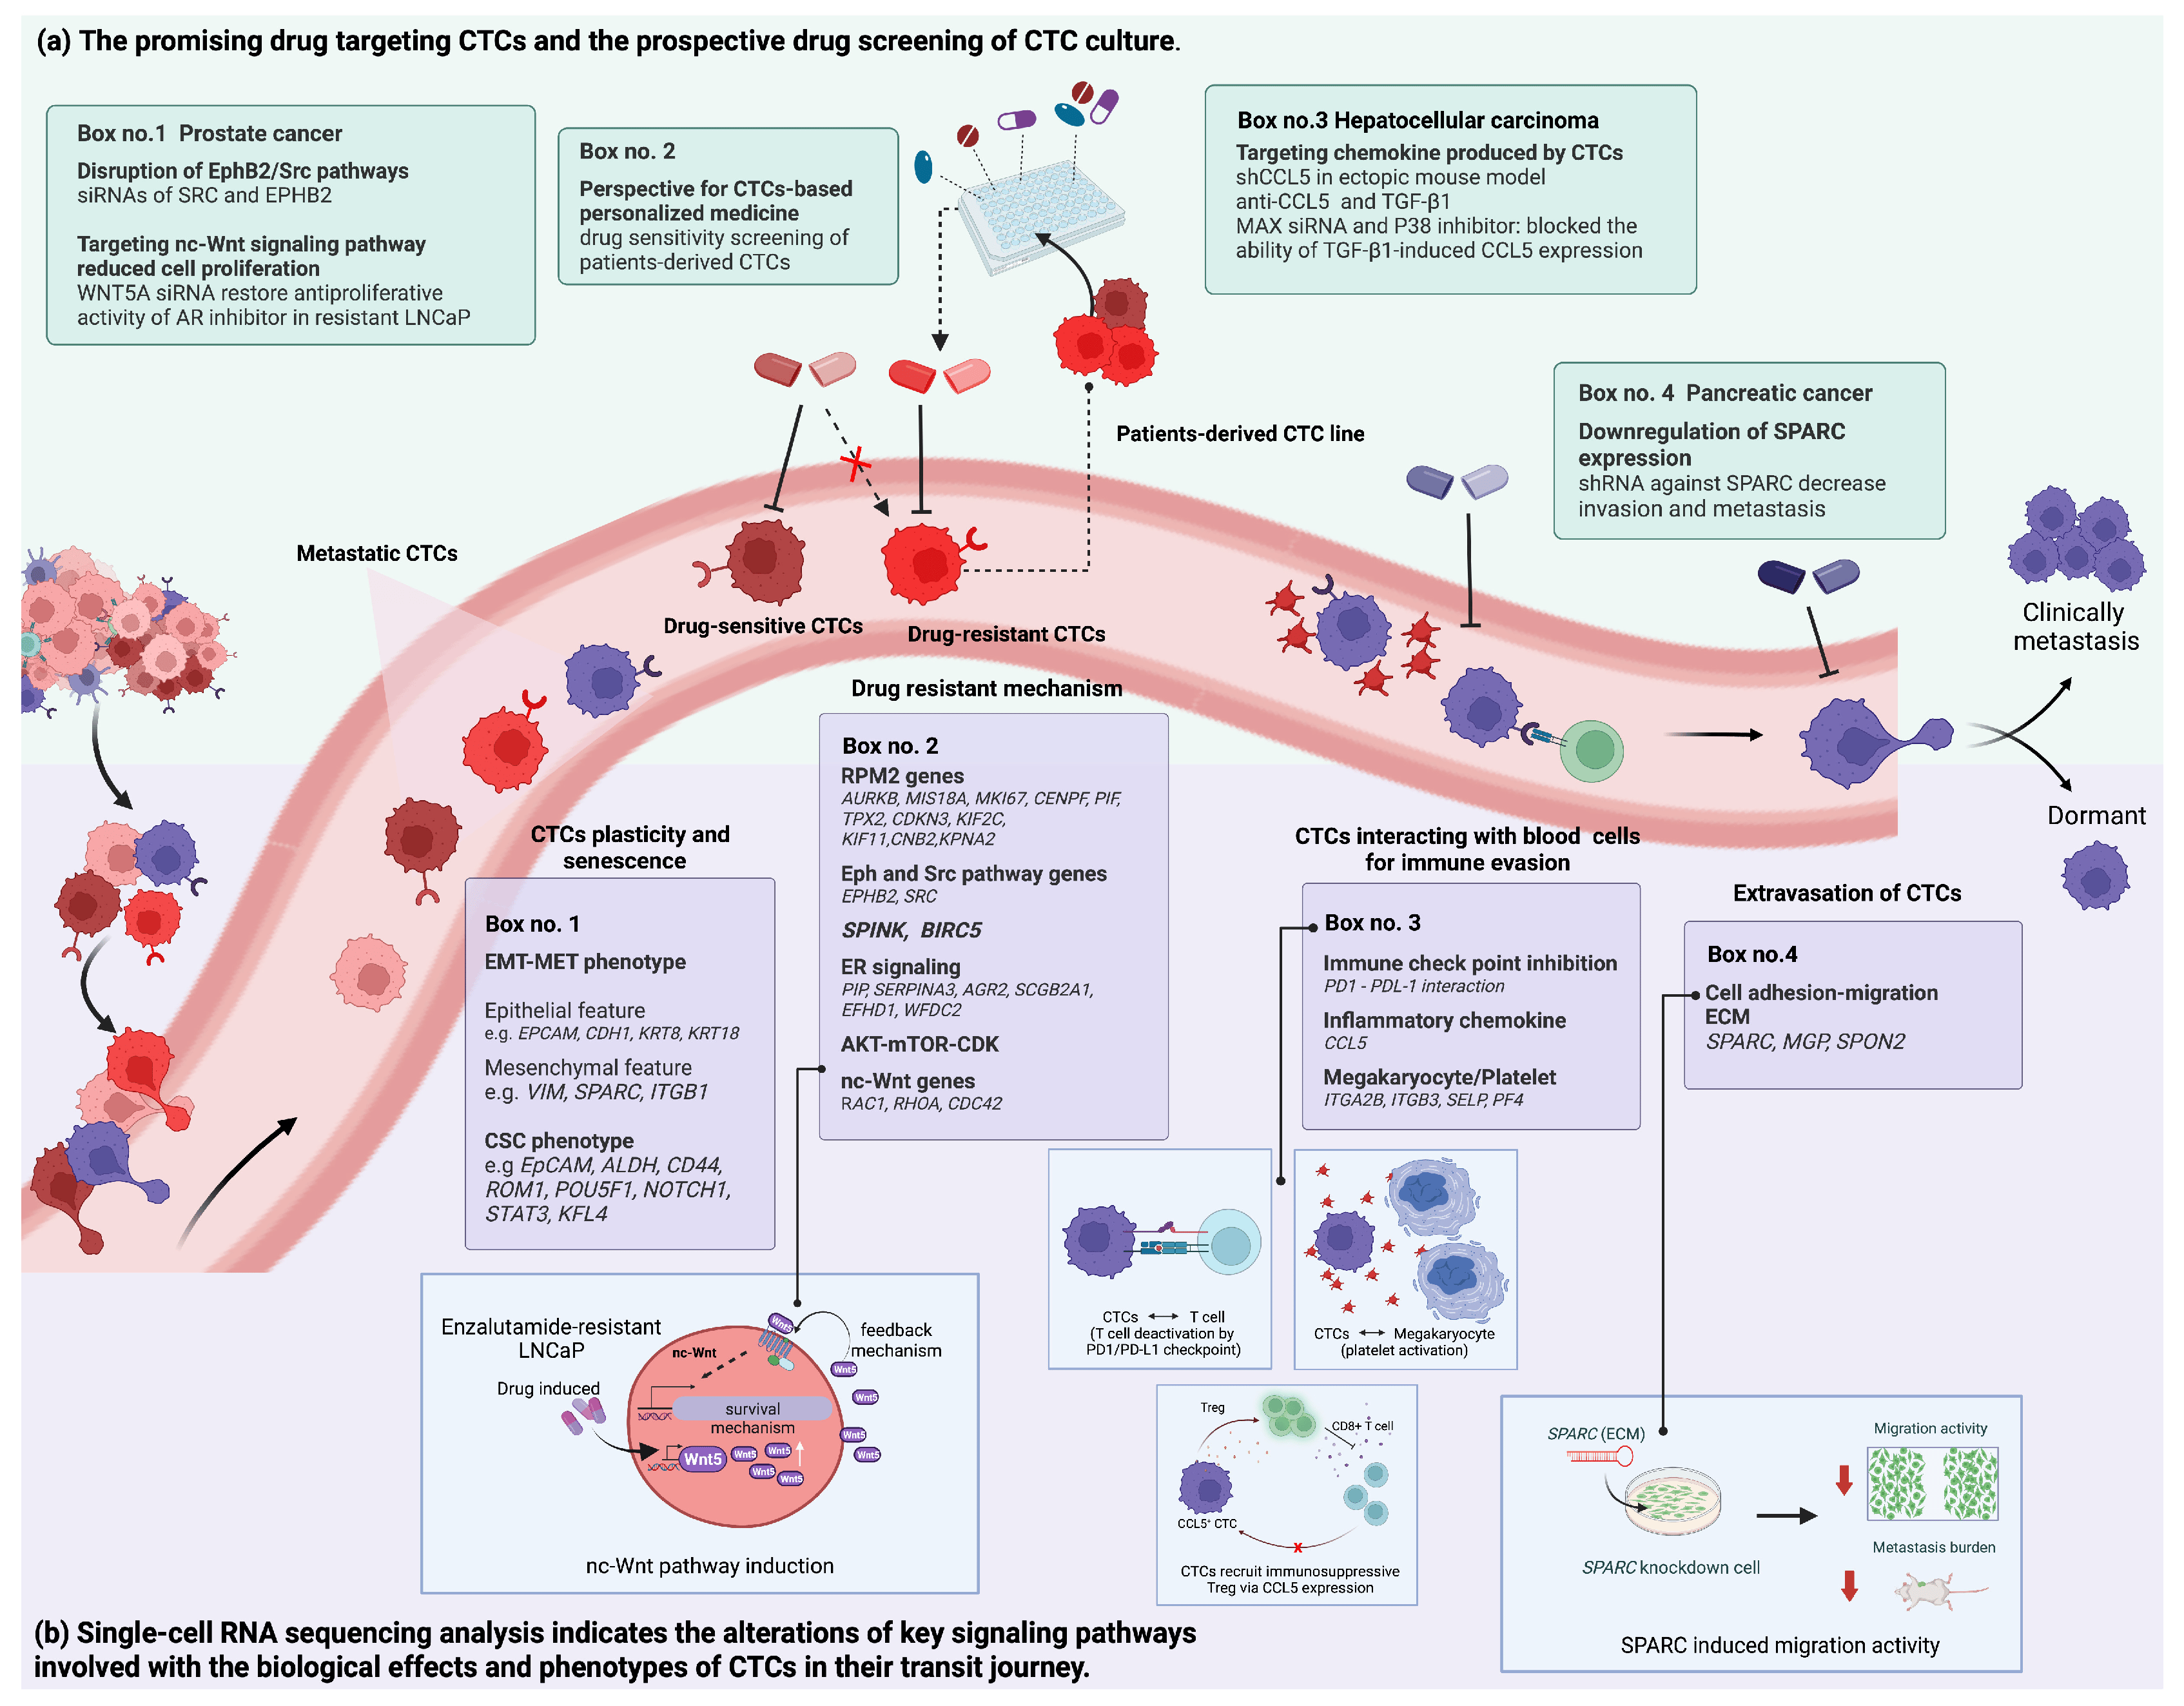 (a) The promising drug targeting CTCs and the prospective drug screening of CTC culture.
Box no.1  Prostate cancer
Disruption of EphB2/Src pathways
siRNAs of SRC and EPHB2
Targeting nc-Wnt signaling pathway
reduced cell proliferation
WNT5A siRNA restore antiproliferative
activity of AR inhibitor in resistant LNCaP
Box no. 2
Perspective for CTCs-based
personalized medicine
drug sensitivity screening of
patients-derived CTCs
Box no.3 Hepatocellular carcinoma
Targeting chemokine produced by CTCs
shCCL5 in ectopic mouse model
anti-CCL5  and TGF-β1
MAX siRNA and P38 inhibitor: blocked the
ability of TGF-β1-induced CCL5 expression
Box no. 4  Pancreatic cancer
Downregulation of SPARC
expression
shRNA against SPARC decrease
invasion and metastasis
Patients-derived CTC line
Metastatic CTCs
Drug-sensitive CTCs
Drug-resistant CTCs
Clinically
metastasis
Dormant
Drug resistant mechanism
Box no. 2
RPM2 genes
AURKB, MIS18A, MKI67, CENPF, PIF,
TPX2, CDKN3, KIF2C,
KIF11,CNB2,KPNA2
Eph and Src pathway genes
EPHB2, SRC
SPINK,  BIRC5
ER signaling
PIP, SERPINA3, AGR2, SCGB2A1,
EFHD1, WFDC2
AKT-mTOR-CDK
nc-Wnt genes
RAC1, RHOA, CDC42
CTCs plasticity and
senescence
Box no. 1
EMT-MET phenotype
Epithelial feature
e.g. EPCAM, CDH1, KRT8, KRT18
Mesenchymal feature
e.g. VIM, SPARC, ITGB1
CSC phenotype
e.g EpCAM, ALDH, CD44,
ROM1, POU5F1, NOTCH1,
STAT3, KFL4
CTCs interacting with blood  cells
for immune evasion
Box no. 3
Immune check point inhibition
PD1 - PDL-1 interaction
Inflammatory chemokine
CCL5
Megakaryocyte/Platelet
ITGA2B, ITGB3, SELP, PF4
Extravasation of CTCs
Box no.4
Cell adhesion-migration
ECM
SPARC, MGP, SPON2
Enzalutamide-resistant
LNCaP
Drug induced
nc-Wnt
Wnt5
feedback
mechanism
Wnt5
Wnt5
Wnt5
Wnt5
survival
mechanism
Wnt5
Wnt5
Wnt5
Wnt5
Wnt5
nc-Wnt pathway induction
CTCs ↔ T cell
(T cell deactivation by
PD1/PD-L1 checkpoint)
CTCs ↔ Megakaryocyte
(platelet activation)
Treg
CD8+ T cell
CCL5⁺ CTC
CTCs recruit immunosuppressive
Treg via CCL5 expression
SPARC (ECM)
SPARC knockdown cell
Migration activity
Metastasis burden
SPARC induced migration activity
(b) Single-cell RNA sequencing analysis indicates the alterations of key signaling pathways
involved with the biological effects and phenotypes of CTCs in their transit journey.